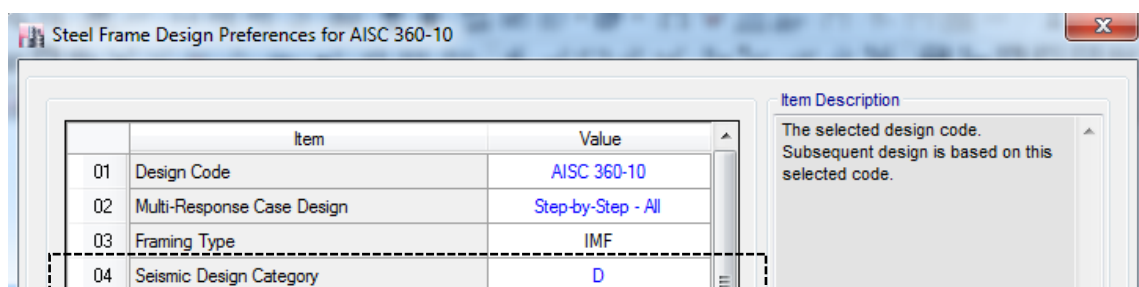 Steel Frame Design Preferences for AISC 360-10
Item Description
The selected design code.
Subsequent design is based on this
selected code.
Item Value
01 Design Code AISC 360-10
02 Multi-Response Case Design Step-by-Step - All
03 Framing Type IMF
04 Seismic Design Category D